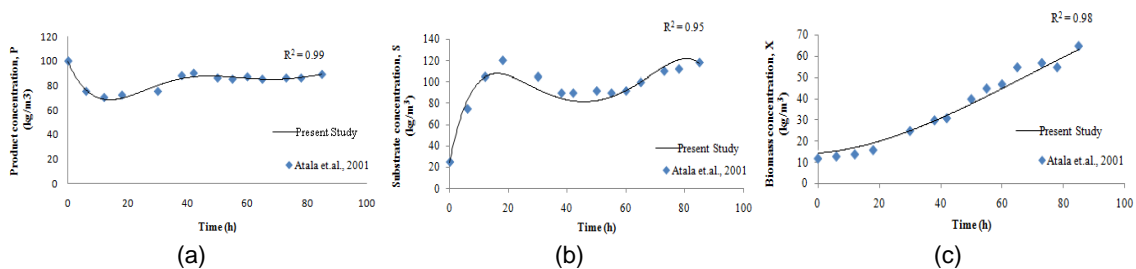 Product concentration, P
(kg/m3)
120
100
80
60
40
20
0
0
20
40
60
80
100
Time (h)
R² = 0.99
Present Study
Atala et.al., 2001
(a)
Substrate concentration, S
(kg/m³)
140
120
100
80
60
40
20
0
0
20
40
60
80
100
Time (h)
R² = 0.95
Present Study
Atala et.al., 2001
(b)
Biomass concentration, X
(kg/m³)
70
60
50
40
30
20
10
0
0
20
40
60
80
100
Time (h)
R² = 0.98
Present Study
Atala et.al., 2001
(c)